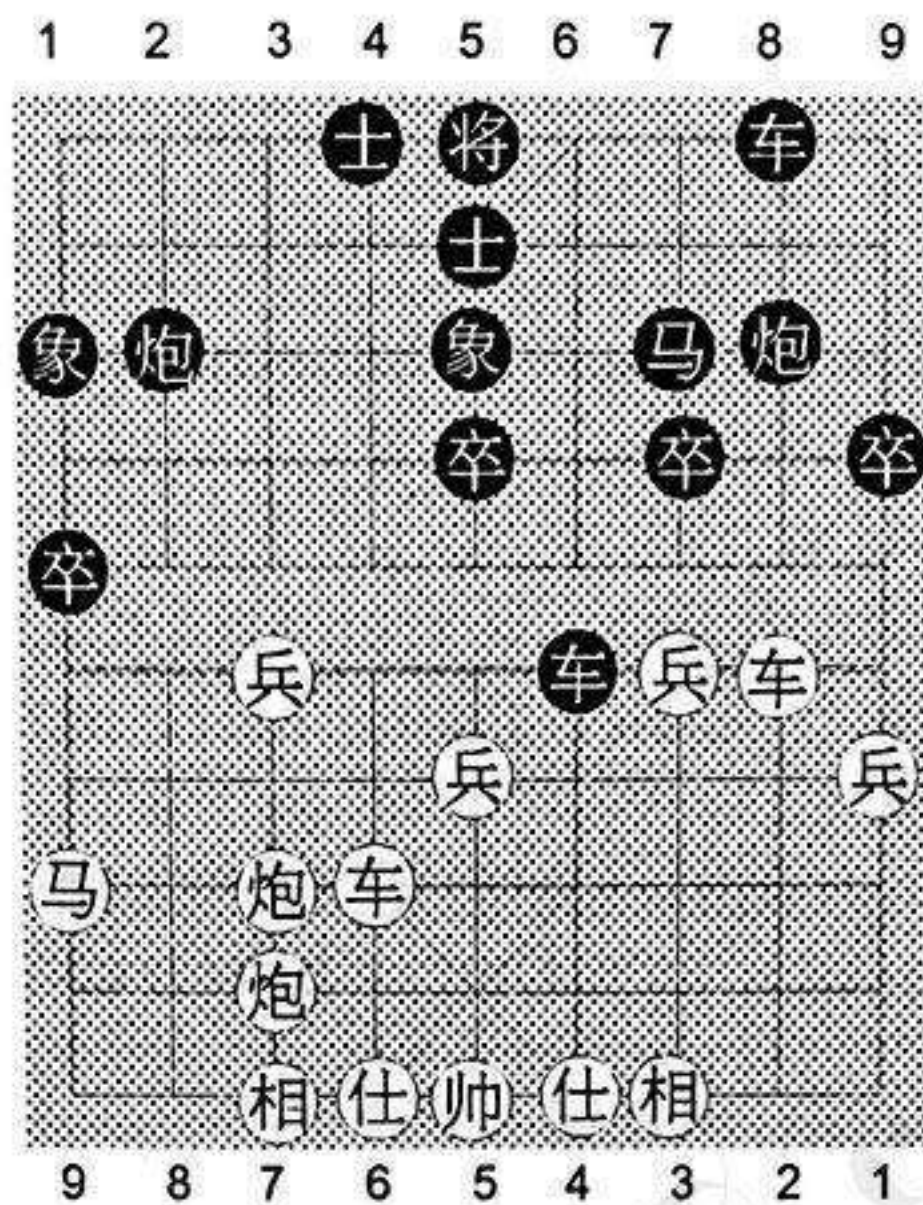 1 2 3 4 5 6 7 8 9
士 将 车
士
象 炮 象 马 炮
卒 卒 卒
卒
兵 车 兵 车
兵 兵
马 炮 车
炮
相 仕 帅 仕 相
9 8 7 6 5 4 3 2 1